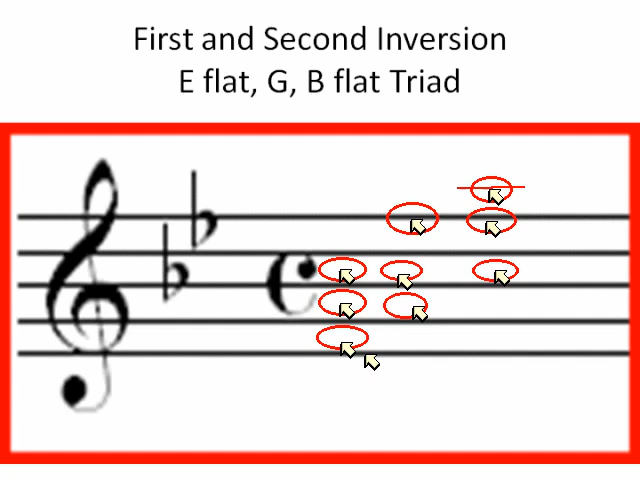 First and Second Inversion
E flat, G, B flat Triad